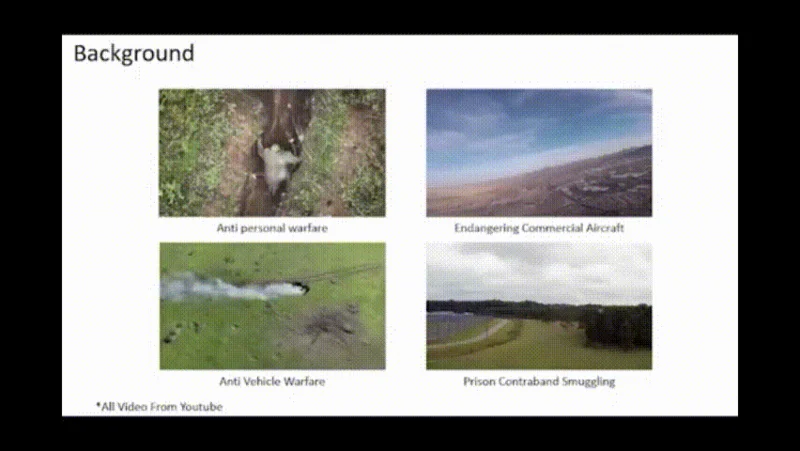 Background
Anti personal warfare
Endangering Commercial Aircraft
Anti Vehicle Warfare
Prison Contraband Smuggling
*All Video From Youtube